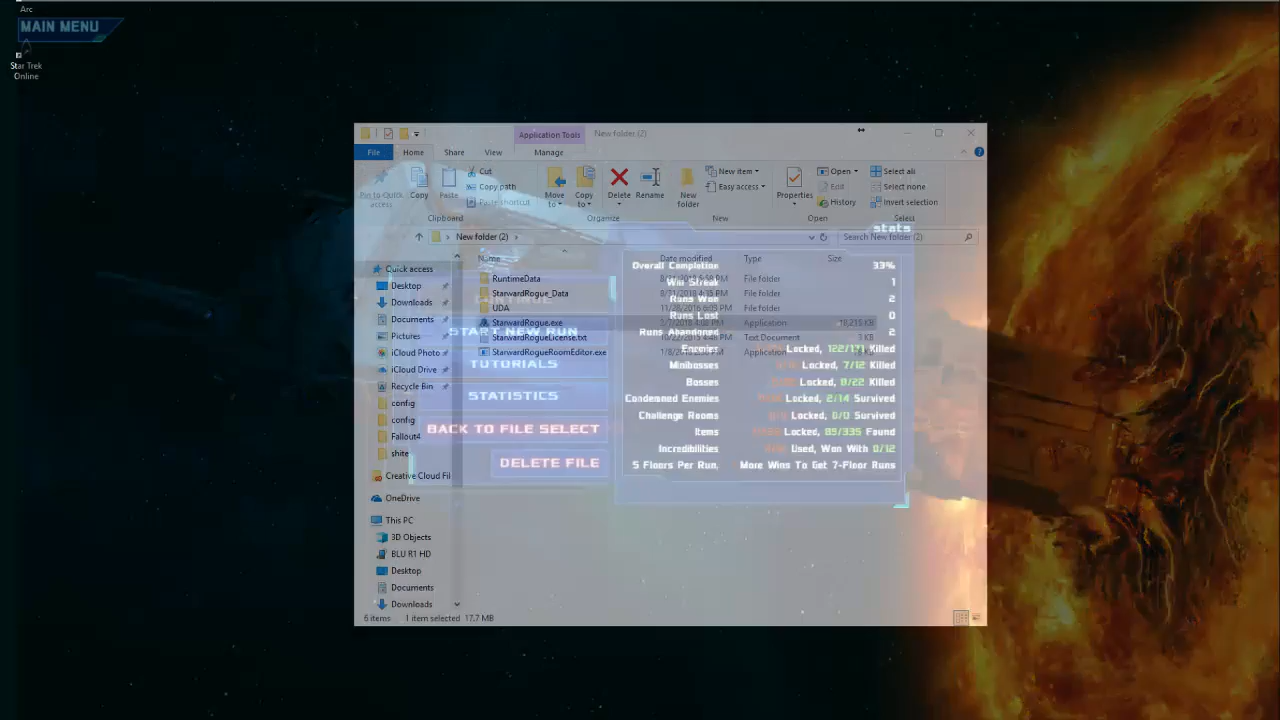 Arc
MAIN MENU
Star Trek
Online
Application Tools
New folder (2)
File
Home
Share
View
Manage
Pin to Quick
access
Copy
Paste
Cut
Copy path
Paste shortcut
Clipboard
Move
to
Copy
to
Delete
Rename
Organize
New
folder
New item
Easy access
New
Properties
Open
Edit
History
Open
Select all
Select none
Invert selection
Select
stats
New folder (2)
Search New folder (2)
Name
Date modified
Type
Size
Quick access
Desktop
Downloads
Documents
Pictures
iCloud Photo
iCloud Drive
Recycle Bin
config
config
Fallout4
shite
Creative Cloud Fil
OneDrive
This PC
3D Objects
BLU R1 HD
Desktop
Documents
Downloads
RuntimeData
File folder
StarwardRogue_Data
File folder
UDA
File folder
StarwardRogue.exe
Application
StarwardRogueLicense.txt
Text Document
StarwardRogueRoomEditor.exe
Application
CONTINUE
START NEW RUN
TUTORIALS
STATISTICS
BACK TO FILE SELECT
DELETE FILE
Overall Completion 33%
Win Streak 1
Runs Won 2
Runs Lost 0
Runs Abandoned 2
Enemies Locked, 122/171 Killed
Minibosses Locked, 7/12 Killed
Bosses Locked, 8/22 Killed
Condemned Enemies Locked, 2/14 Survived
Challenge Rooms Locked, 6/0 Survived
Items Locked, 85/335 Found
Incredibilities Used, Won With 0/12
5 Floors Per Run, More Wins To Get 7-Floor Runs
6 items
1 item selected 17.7 MB